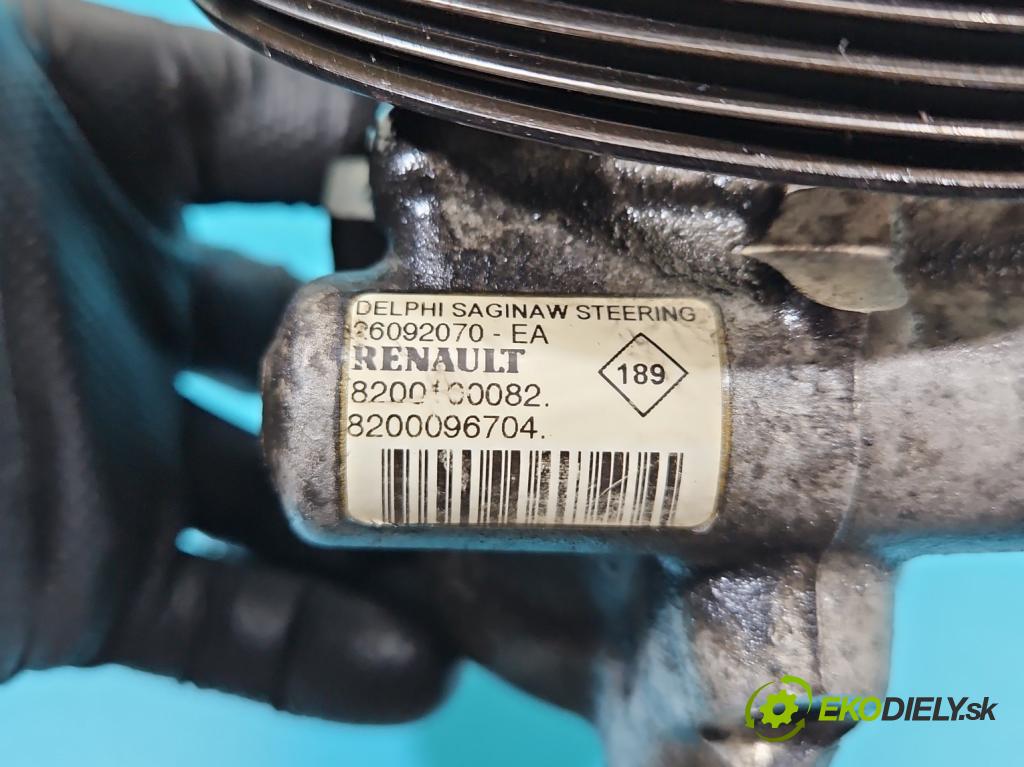 DELPHI SAGINAW STEERING
26092070 - EA
RENAULT
189
8200100082.
8200096704.
EKODIELY.sk